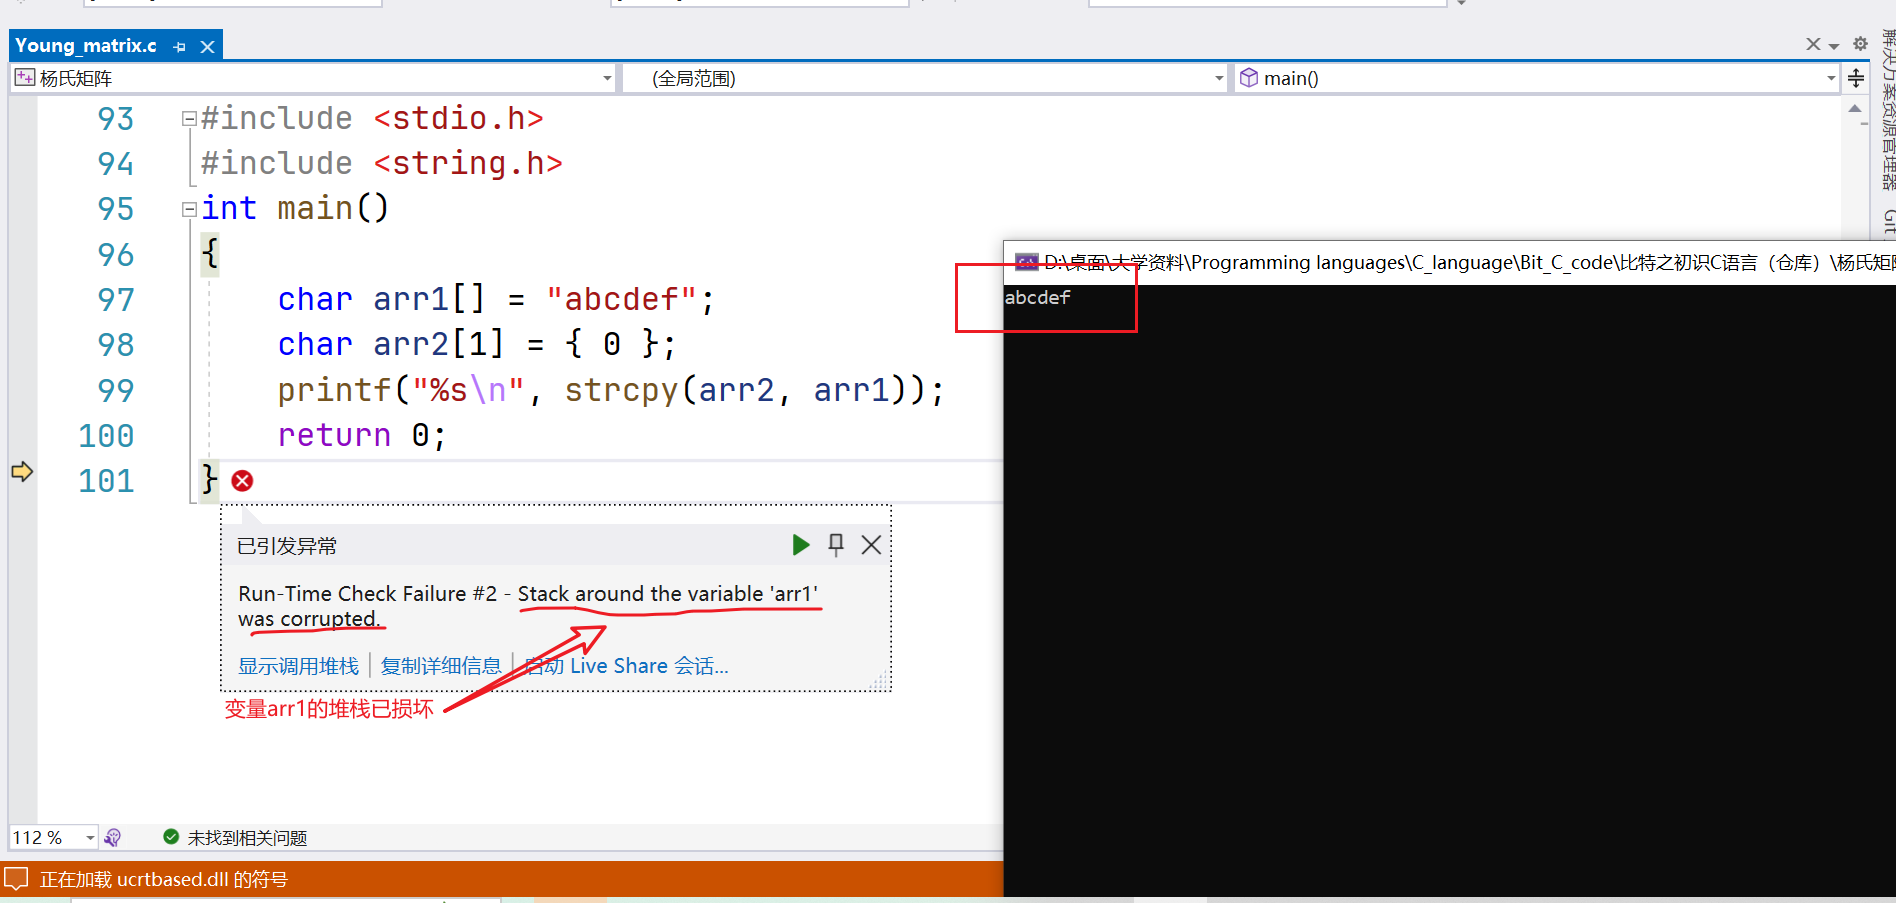 Young_matrix.c
杨氏矩阵
(全局范围)
main()
解决方案资源管理器
Git
93 #include <stdio.h>
94 #include <string.h>
95 int main()
96 {
97 char arr1[] = "abcdef";
98 char arr2[1] = { 0 };
99 printf("%s\n", strcpy(arr2, arr1));
100 return 0;
101 }
D:\桌面\大学资料\Programming languages\C_language\Bit_C_code\比特之初识C语言（仓库）\杨氏矩阵
abcdef
已引发异常
Run-Time Check Failure #2 - Stack around the variable 'arr1'
was corrupted.
显示调用堆栈 | 复制详细信息 | 启动 Live Share 会话...
变量arr1的堆栈已损坏
112 %
未找到相关问题
正在加载 ucrtbased.dll 的符号